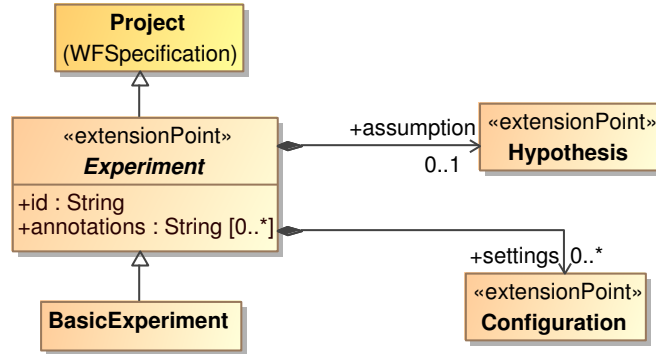 Project
(WFSpecification)
«extensionPoint»
Experiment
+id : String
+annotations : String [0..*]
+assumption
0..1
«extensionPoint»
Hypothesis
+settings 0..*
«extensionPoint»
Configuration
BasicExperiment